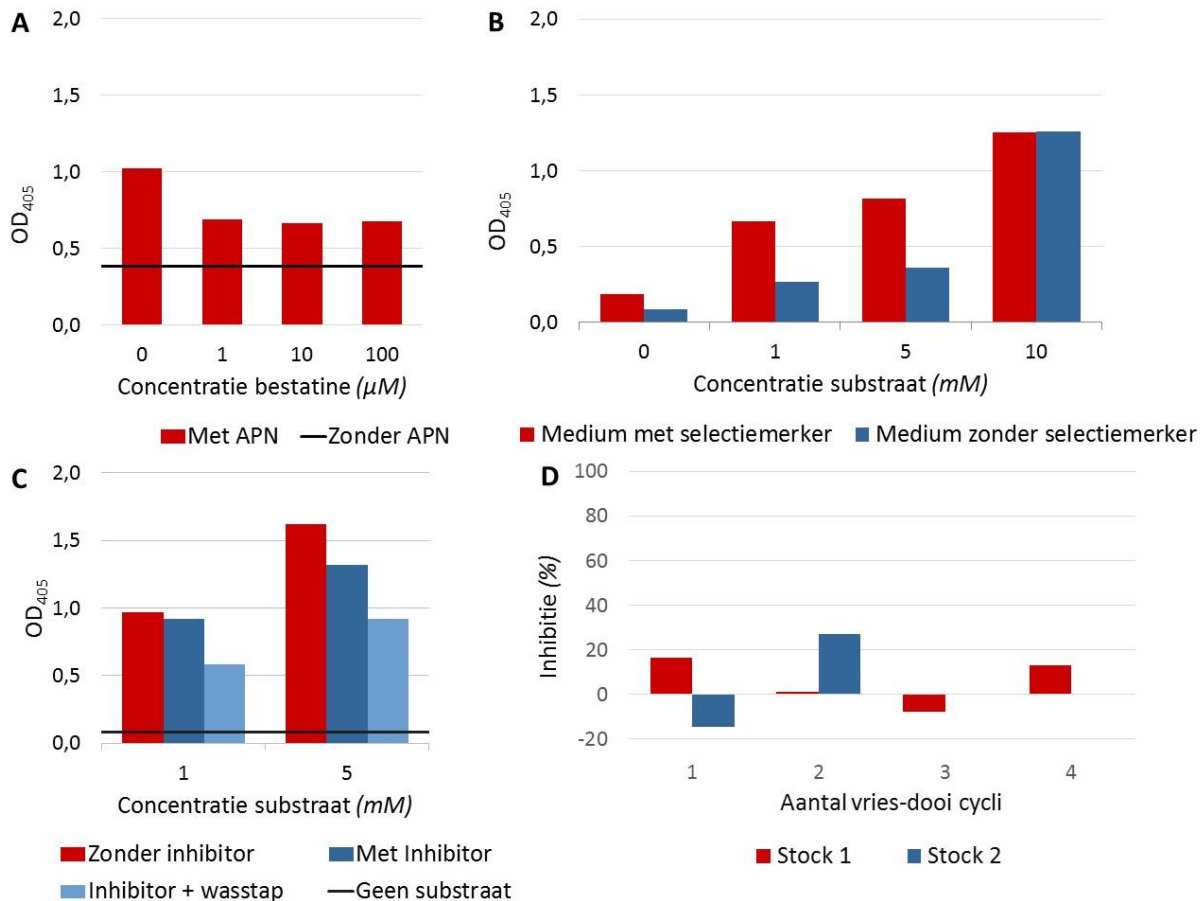 A
2,0
1,5
1,0
0,5
0,0
OD405
0 1 10 100
Concentratie bestatine (µM)
Met APN Zonder APN
B
2,0
1,5
1,0
0,5
0,0
OD405
0 1 5 10
Concentratie substraat (mM)
Medium met selectiemerker Medium zonder selectiemerker
C
2,0
1,5
1,0
0,5
0,0
OD405
1 5
Concentratie substraat (mM)
Zonder inhibitor Met Inhibitor
Inhibitor + wasstap Geen substraat
D
100
80
60
40
20
0
-20
Inhibitie (%)
1 2 3 4
Aantal vries-dooi cycli
Stock 1 Stock 2